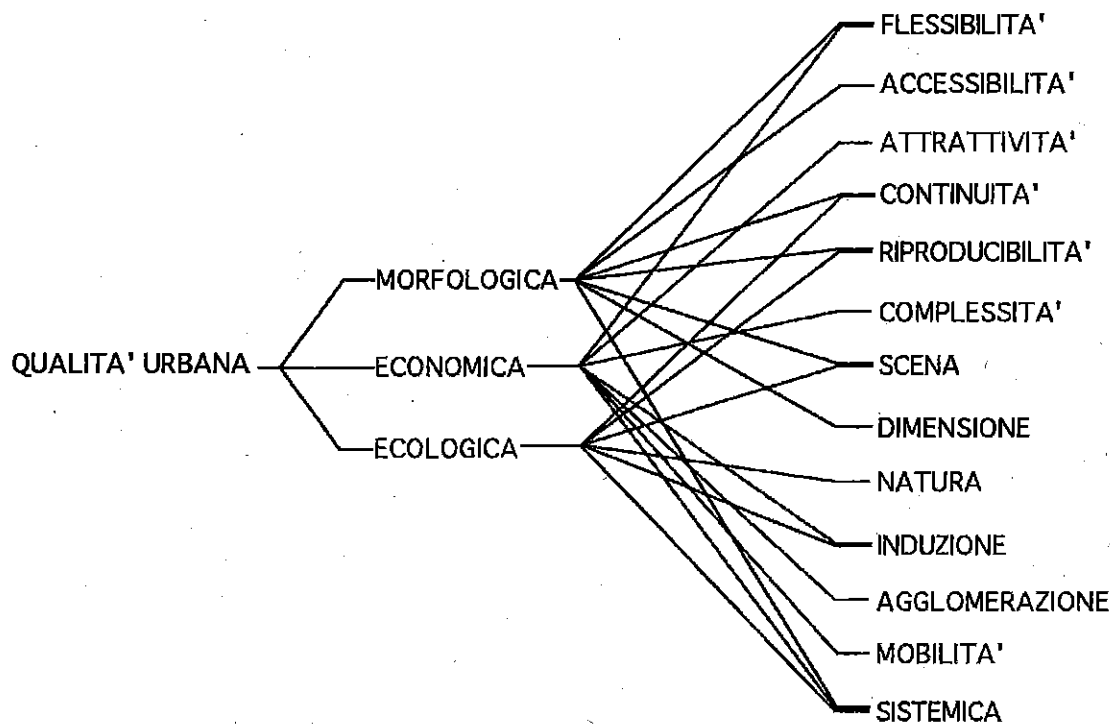 FLESSIBILITA'
ACCESSIBILITA'
ATTRATTIVITA'
CONTINUITA'
RIPRODUCIBILITA'
MORFOLOGICA
COMPLESSITA'
QUALITA' URBANA
ECONOMICA
SCENA
DIMENSIONE
ECOLOGICA
NATURA
INDUZIONE
AGGLOMERAZIONE
MOBILITA'
SISTEMICA